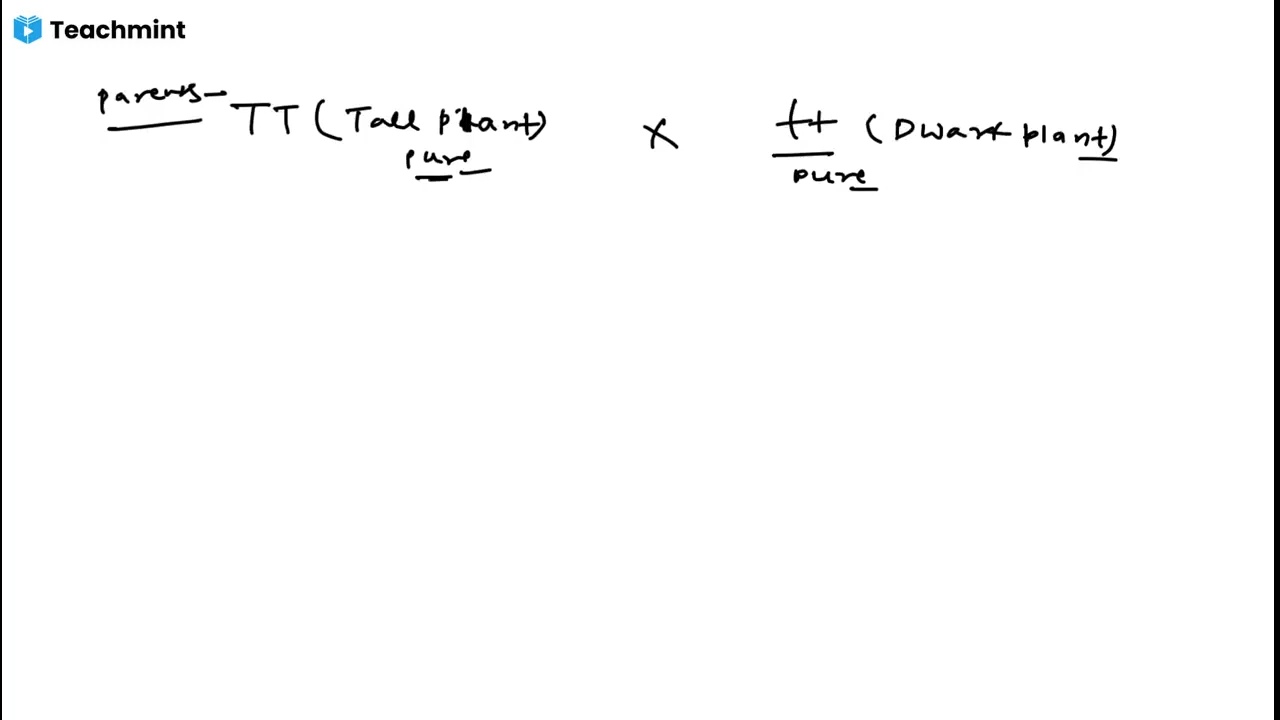 Teachmint
parents - TT (Tall plant) X tt (Dwarf plant)
pure pure